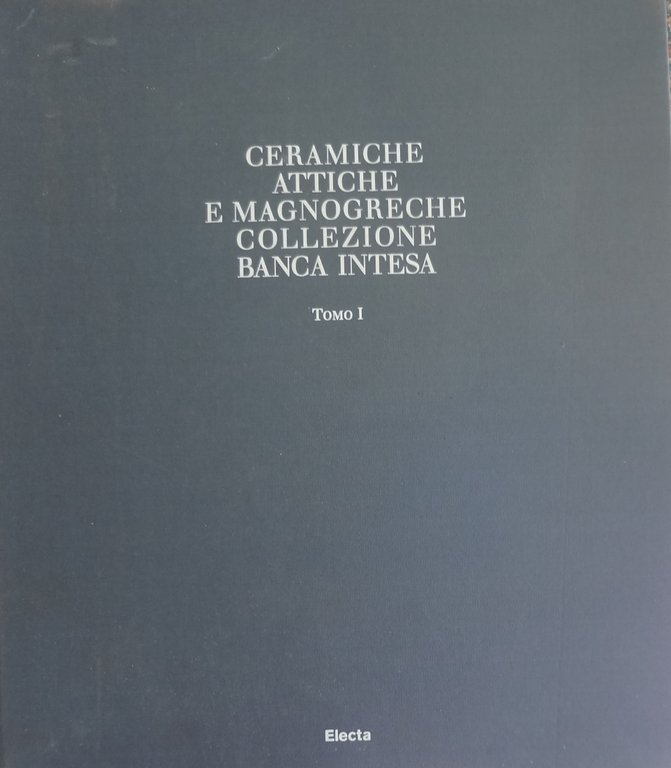 CERAMICHE
ATTICHE
E MAGNOGRECHE
COLLEZIONE
BANCA INTESA
TOMO I
Electa